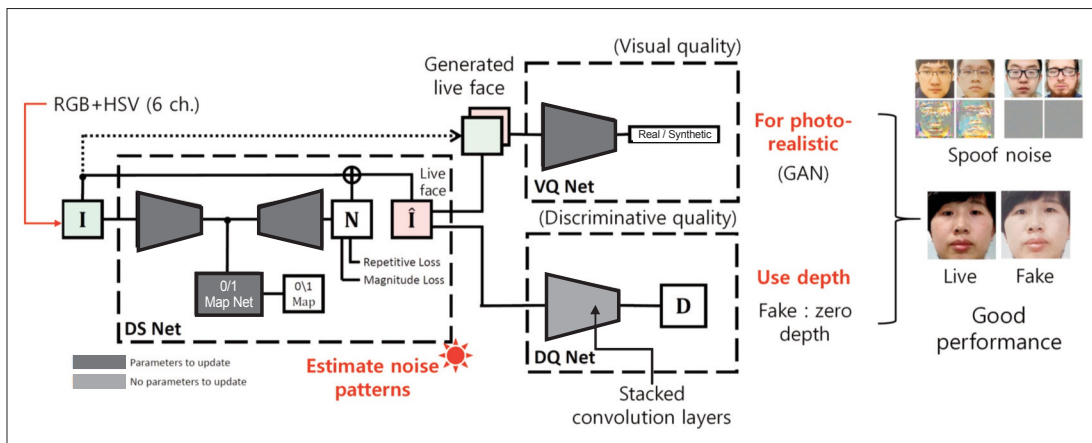 RGB+HSV (6 ch.)
Generated
live face
(Visual quality)
Real / Synthetic
VQ Net
For photo-
realistic
(GAN)
Spoof noise
I
N
Live
face
Î
Repetitive Loss
Magnitude Loss
0/1
Map Net
0\1
Map
DS Net
(Discriminative quality)
D
DQ Net
Use depth
Fake : zero
depth
Live
Fake
Good
performance
Parameters to update
No parameters to update
Estimate noise
patterns
Stacked
convolution layers